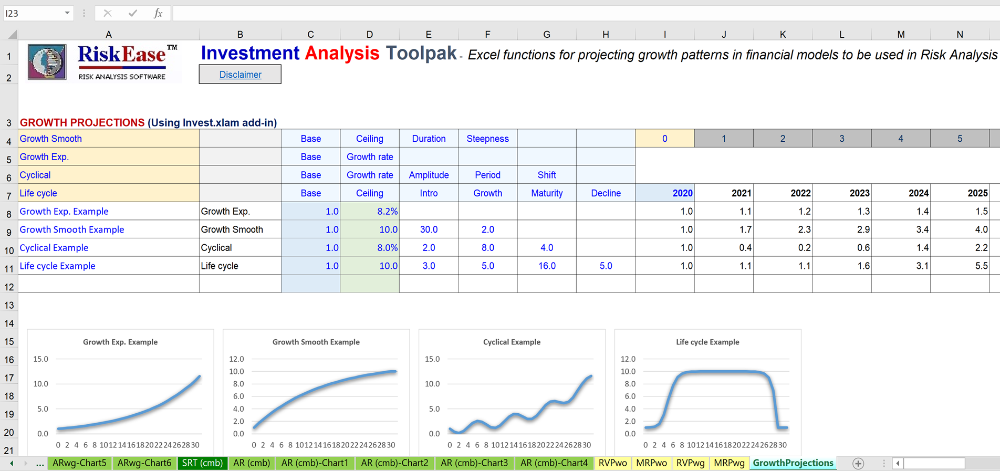 I23 fx
A B C D E F G H I J K L M N
RiskEase™
RISK ANALYSIS SOFTWARE
1 Investment Analysis Toolpak - Excel functions for projecting growth patterns in financial models to be used in Risk Analysis
2 Disclaimer
3 GROWTH PROJECTIONS (Using Invest.xlam add-in)
4 Growth Smooth Base Ceiling Duration Steepness 0 1 2 3 4 5
5 Growth Exp. Base Growth rate
6 Cyclical Base Growth rate Amplitude Period Shift
7 Life cycle Base Ceiling Intro Growth Maturity Decline 2020 2021 2022 2023 2024 2025
8 Growth Exp. Example Growth Exp. 1.0 8.2% 1.0 1.1 1.2 1.3 1.4 1.5
9 Growth Smooth Example Growth Smooth 1.0 10.0 30.0 2.0 1.0 1.7 2.3 2.9 3.4 4.0
10 Cyclical Example Cyclical 1.0 8.0% 2.0 8.0 4.0 1.0 0.4 0.2 0.6 1.4 2.2
11 Life cycle Example Life cycle 1.0 10.0 3.0 5.0 16.0 5.0 1.0 1.1 1.1 1.6 3.1 5.5
12
13
14
15
16
17
18
19
20
21
Growth Exp. Example
15.0
10.0
5.0
0.0
0 2 4 6 8 10 12 14 16 18 20 22 24 26 28 30
Growth Smooth Example
12.0
10.0
8.0
6.0
4.0
2.0
0.0
0 2 4 6 8 10 12 14 16 18 20 22 24 26 28 30
Cyclical Example
15.0
10.0
5.0
0.0
0 2 4 6 8 10 12 14 16 18 20 22 24 26 28 30
Life cycle Example
12.0
10.0
8.0
6.0
4.0
2.0
0.0
0 2 4 6 8 10 12 14 16 18 20 22 24 26 28 30
... ARwg-Chart5 ARwg-Chart6 SRT (cmb) AR (cmb) AR (cmb)-Chart1 AR (cmb)-Chart2 AR (cmb)-Chart3 AR (cmb)-Chart4 RVPwo MRPwo RVPwg MRPwg GrowthProjections